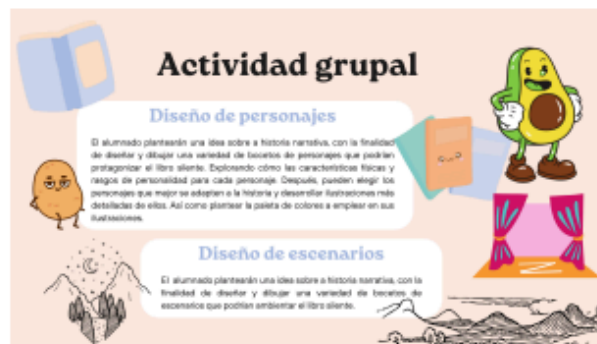 Actividad grupal
Diseño de personajes
El alumnado plantearán una idea sobre a historia narrativa, con la finalidad
de diseñar y dibujar una variedad de bocetos de personajes que podrían
protagonizar el libro silente. Explorando cómo las características físicas y
rasgos de personalidad para cada personaje. Después, pueden elegir los
personajes que mejor se adapten a la historia y desarrollar ilustraciones más
detalladas de ellos. Así como plantear la paleta de colores a emplear en sus
ilustraciones.
Diseño de escenarios
El alumnado plantearán una idea sobre a historia narrativa, con la
finalidad de diseñar y dibujar una variedad de bocetos de
escenarios que podrían ambientar el libro silente.